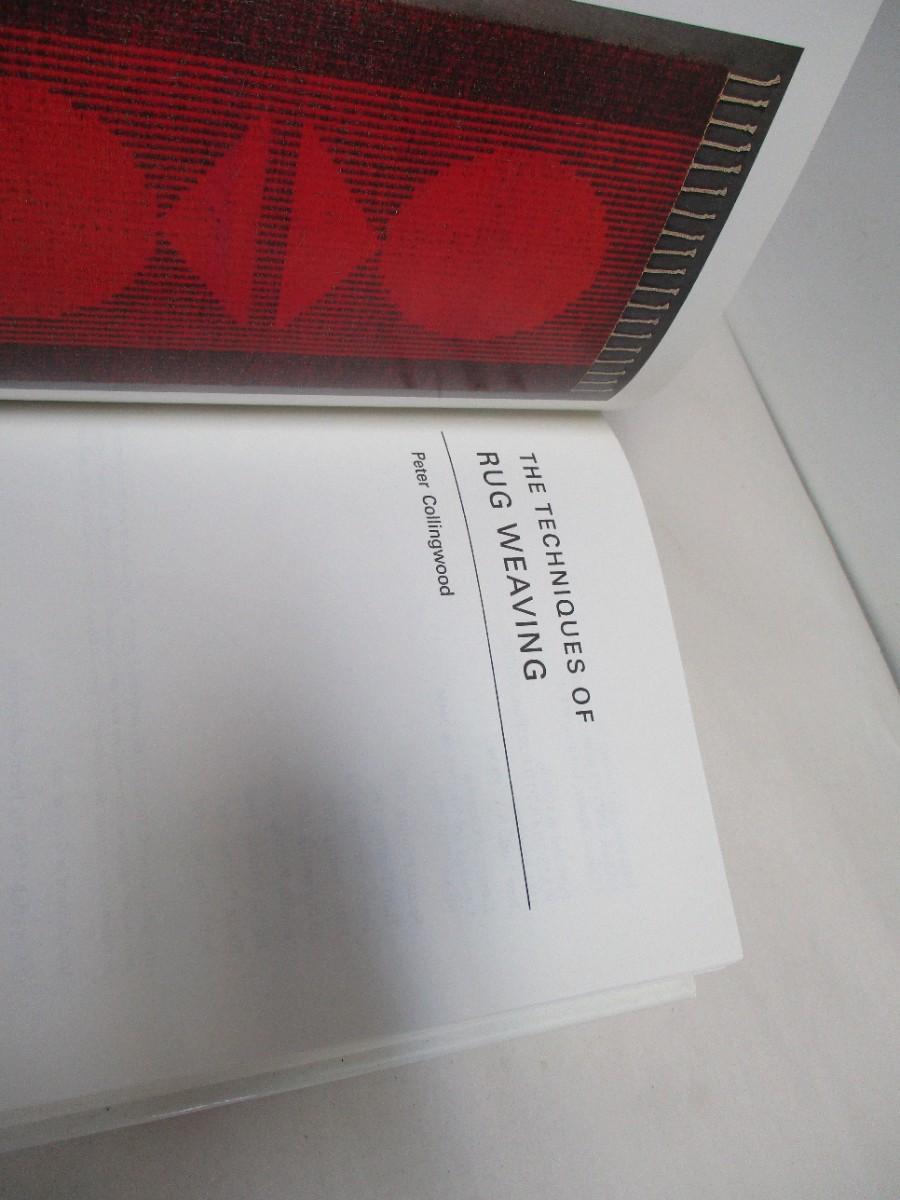 THE TECHNIQUES OF
RUG WEAVING
Peter Collingwood